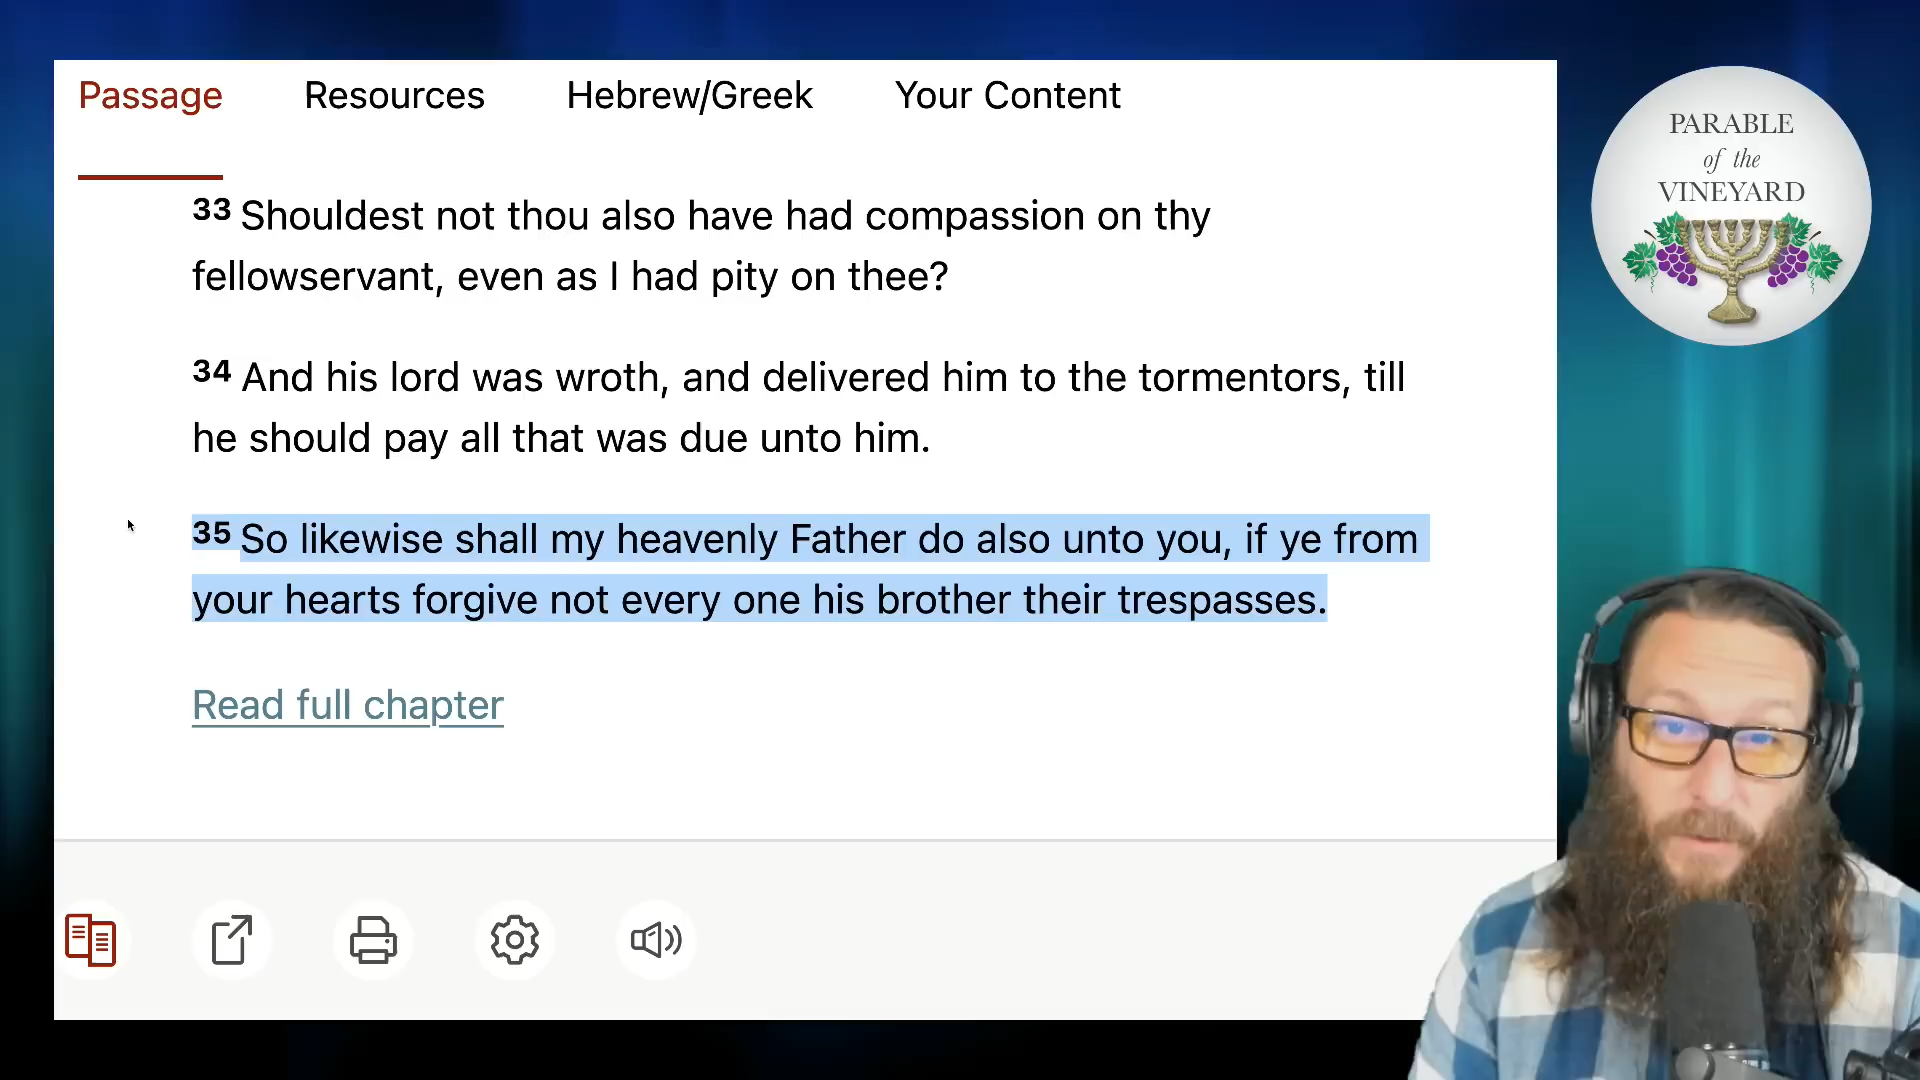 Passage Resources Hebrew/Greek Your Content
33 Shouldest not thou also have had compassion on thy
fellowservant, even as I had pity on thee?
34 And his lord was wroth, and delivered him to the tormentors, till
he should pay all that was due unto him.
35 So likewise shall my heavenly Father do also unto you, if ye from
your hearts forgive not every one his brother their trespasses.
Read full chapter
PARABLE
of the
VINEYARD